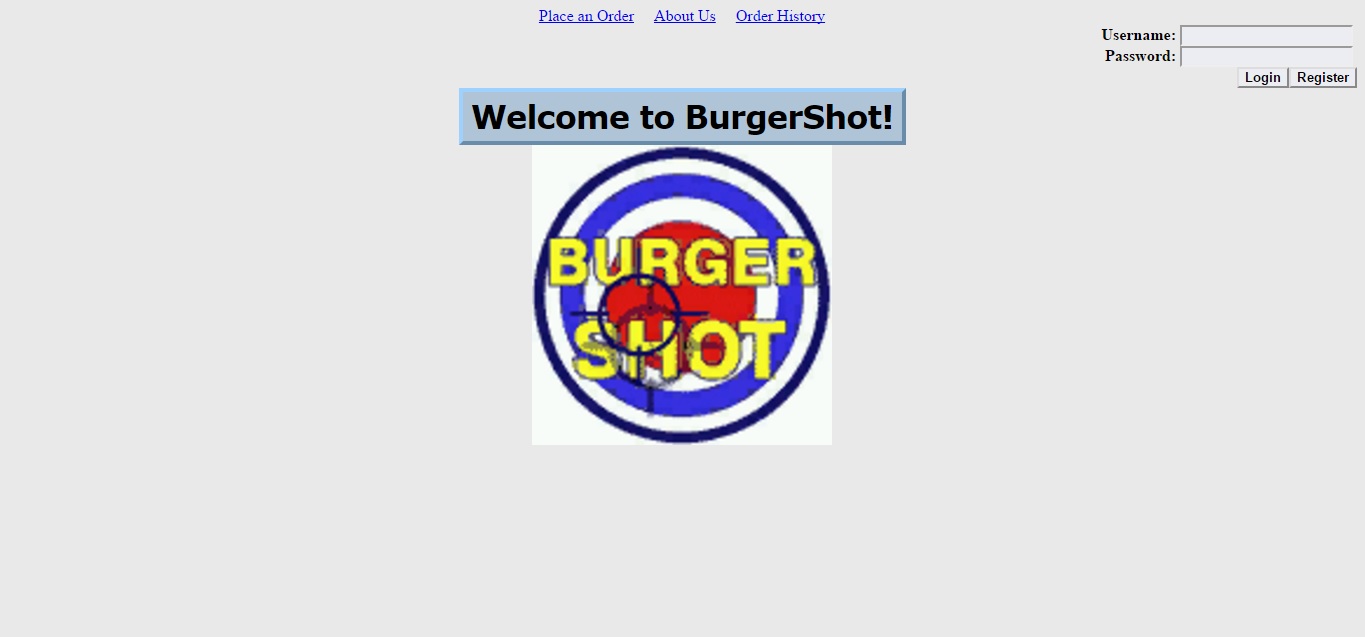 Place an Order About Us Order History
Username:
Password:
Login Register
Welcome to BurgerShot!
BURGER
SHOT